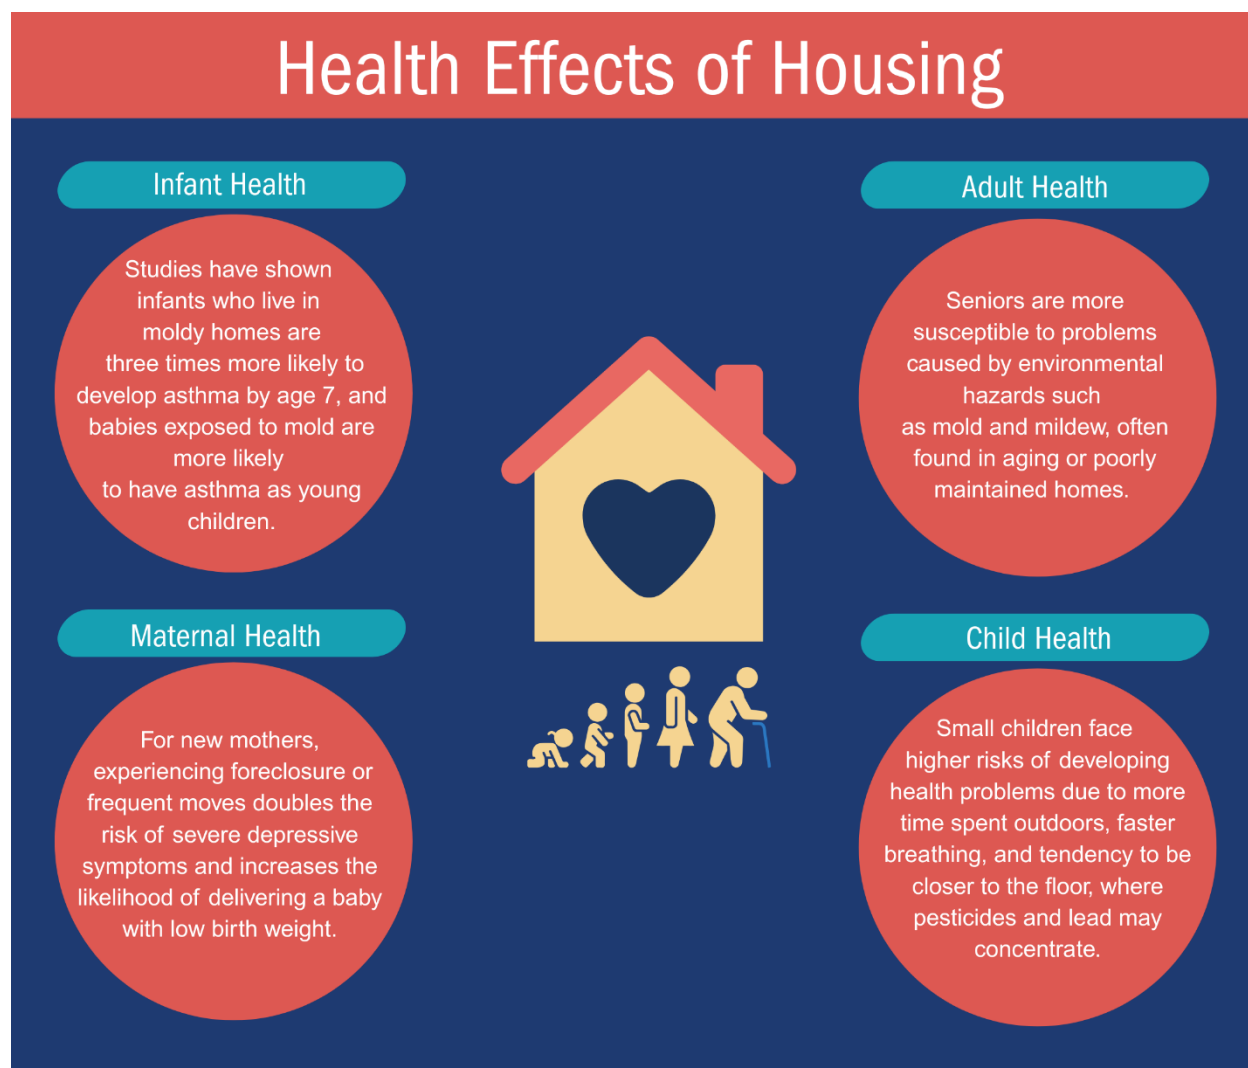 Health Effects of Housing
Infant Health
Studies have shown
infants who live in
moldy homes are
three times more likely to
develop asthma by age 7, and
babies exposed to mold are
more likely
to have asthma as young
children.
Adult Health
Seniors are more
susceptible to problems
caused by environmental
hazards such
as mold and mildew, often
found in aging or poorly
maintained homes.
Maternal Health
For new mothers,
experiencing foreclosure or
frequent moves doubles the
risk of severe depressive
symptoms and increases the
likelihood of delivering a baby
with low birth weight.
Child Health
Small children face
higher risks of developing
health problems due to more
time spent outdoors, faster
breathing, and tendency to be
closer to the floor, where
pesticides and lead may
concentrate.